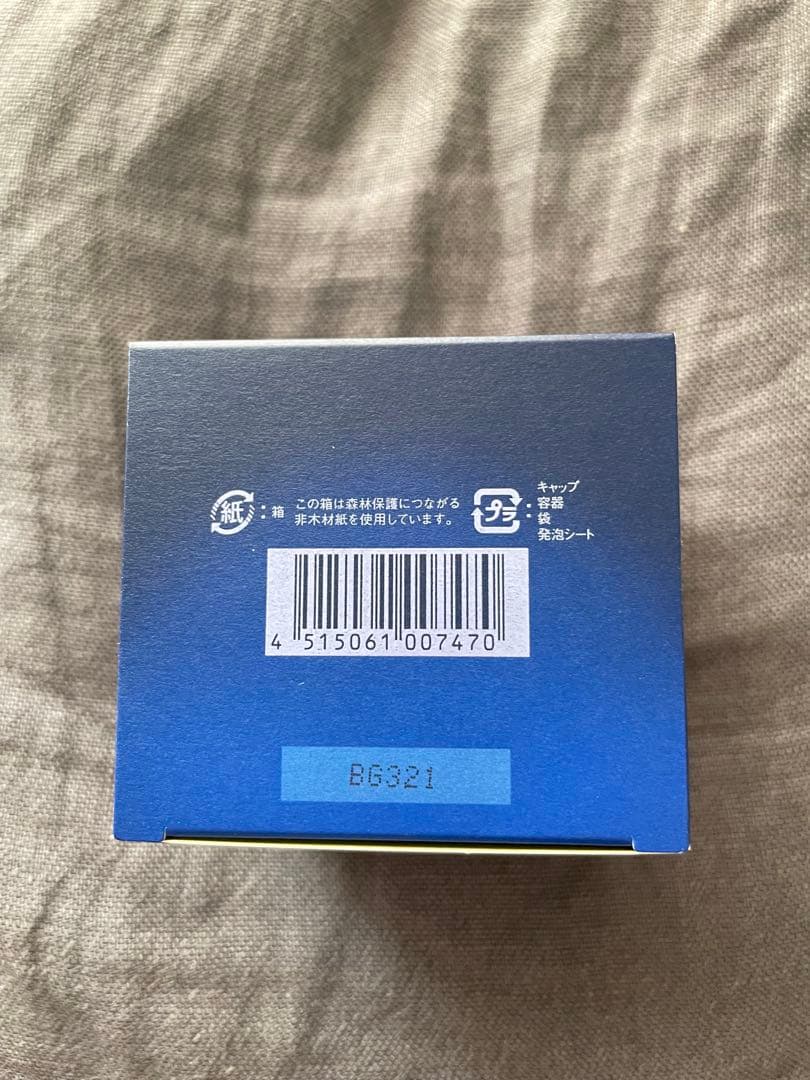 紙 : 箱
この箱は森林保護につながる
非木材紙を使用しています。
プラ : キャップ
容器
袋
発泡シート
4 515061 007470
BG321